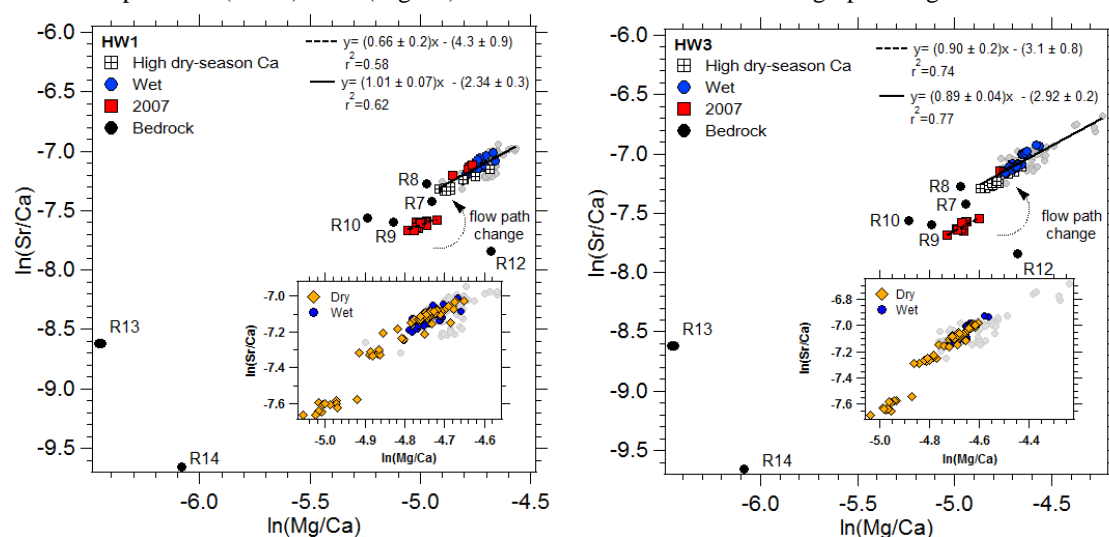 HW1
High dry-season Ca
Wet
2007
Bedrock
y= (0.66 ± 0.2)x - (4.3 ± 0.9)
r²=0.58
y= (1.01 ± 0.07)x - (2.34 ± 0.3)
r²=0.62
-6.0
-6.5
-7.0
-7.5
-8.0
-8.5
-9.0
-9.5
ln(Sr/Ca)
R8
R7
R10
R9
R12
R13
R14
flow path
change
Dry
Wet
-7.0
-7.2
-7.4
-7.6
ln(Sr/Ca)
-5.0 -4.9 -4.8 -4.7 -4.6
ln(Mg/Ca)
-6.0 -5.5 -5.0 -4.5
ln(Mg/Ca)
HW3
High dry-season Ca
Wet
2007
Bedrock
y= (0.90 ± 0.2)x - (3.1 ± 0.8)
r²=0.74
y= (0.89 ± 0.04)x - (2.92 ± 0.2)
r²=0.77
-6.0
-6.5
-7.0
-7.5
-8.0
-8.5
-9.0
-9.5
ln(Sr/Ca)
R8
R7
R10
R9
R12
R13
R14
flow path
change
Dry
Wet
-6.8
-7.0
-7.2
-7.4
-7.6
ln(Sr/Ca)
-5.0 -4.8 -4.6 -4.4
ln(Mg/Ca)
-6.0 -5.5 -5.0 -4.5
ln(Mg/Ca)